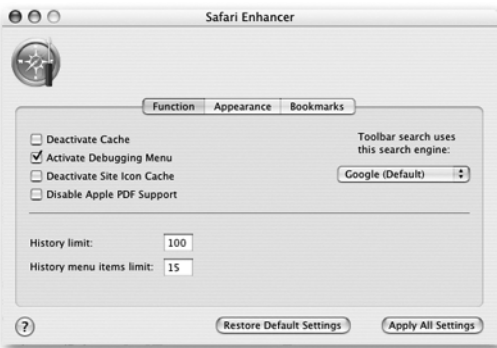 Safari Enhancer
Function Appearance Bookmarks
Deactivate Cache
Activate Debugging Menu
Deactivate Site Icon Cache
Disable Apple PDF Support
Toolbar search uses
this search engine:
Google (Default)
History limit: 100
History menu items limit: 15
? Restore Default Settings Apply All Settings